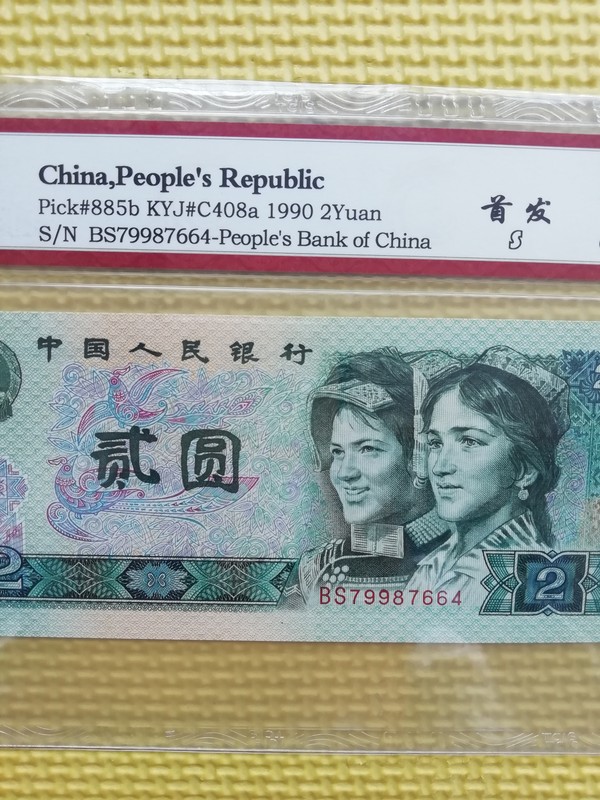 China,People's Republic
Pick#885b KYJ#C408a 1990 2Yuan
S/N BS79987664-People's Bank of China
首发
S
中国人民银行
贰圆
BS79987664
2
2